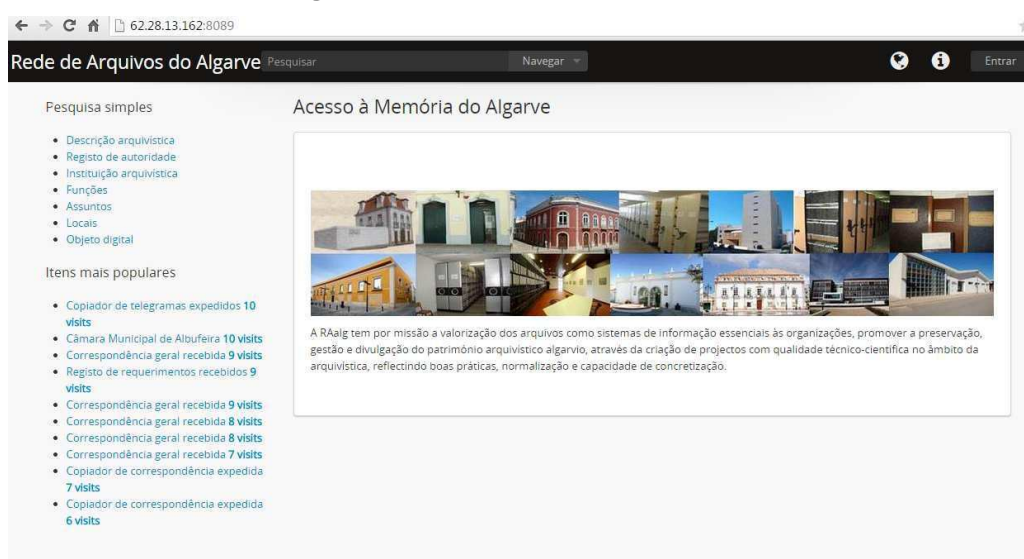 62.28.13.162:8089
Rede de Arquivos do Algarve
Pesquisar
Navegar
Entrar
Pesquisa simples
Descrição arquivística
Registo de autoridade
Instituição arquivística
Funções
Assuntos
Locais
Objeto digital
Itens mais populares
Copiador de telegramas expedidos 10
visits
Câmara Municipal de Albufeira 10 visits
Correspondência geral recebida 9 visits
Registo de requerimentos recebidos 9
visits
Correspondência geral recebida 9 visits
Correspondência geral recebida 8 visits
Correspondência geral recebida 8 visits
Correspondência geral recebida 7 visits
Copiador de correspondência expedida
7 visits
Copiador de correspondência expedida
6 visits
Acesso à Memória do Algarve
A RAalg tem por missão a valorização dos arquivos como sistemas de informação essenciais às organizações, promover a preservação,
gestão e divulgação do património arquivístico algarvio, através da criação de projectos com qualidade técnico-científica no âmbito da
arquivística, reflectindo boas práticas, normalização e capacidade de concretização.